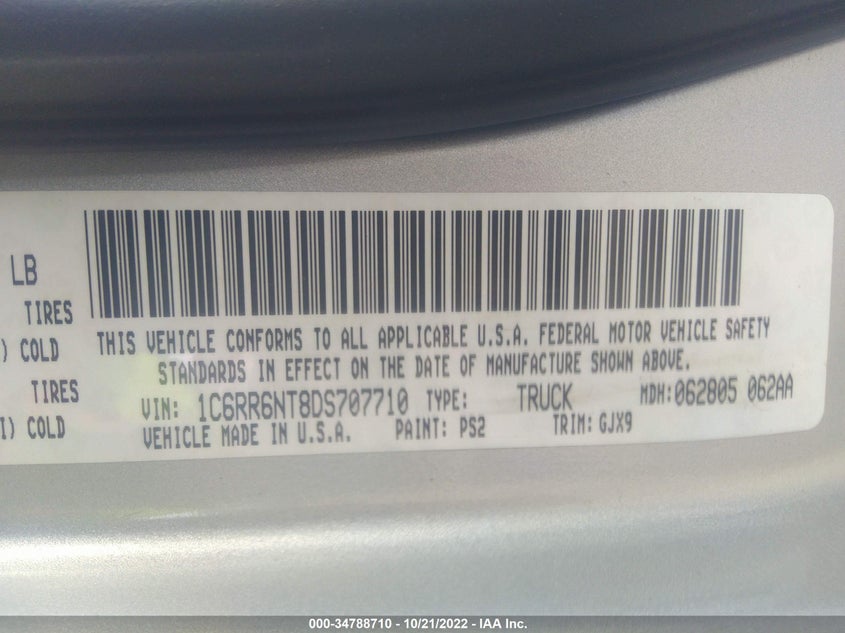 LB
TIRES
) COLD
TIRES
I) COLD
THIS VEHICLE CONFORMS TO ALL APPLICABLE U.S.A. FEDERAL MOTOR VEHICLE SAFETY
STANDARDS IN EFFECT ON THE DATE OF MANUFACTURE SHOWN ABOVE.
VIN: 1C6RR6NT8DS707710 TYPE: TRUCK MDH:062805 062AA
VEHICLE MADE IN U.S.A. PAINT: PS2 TRIM: GJX9
000-34788710 - 10/21/2022 - IAA Inc.